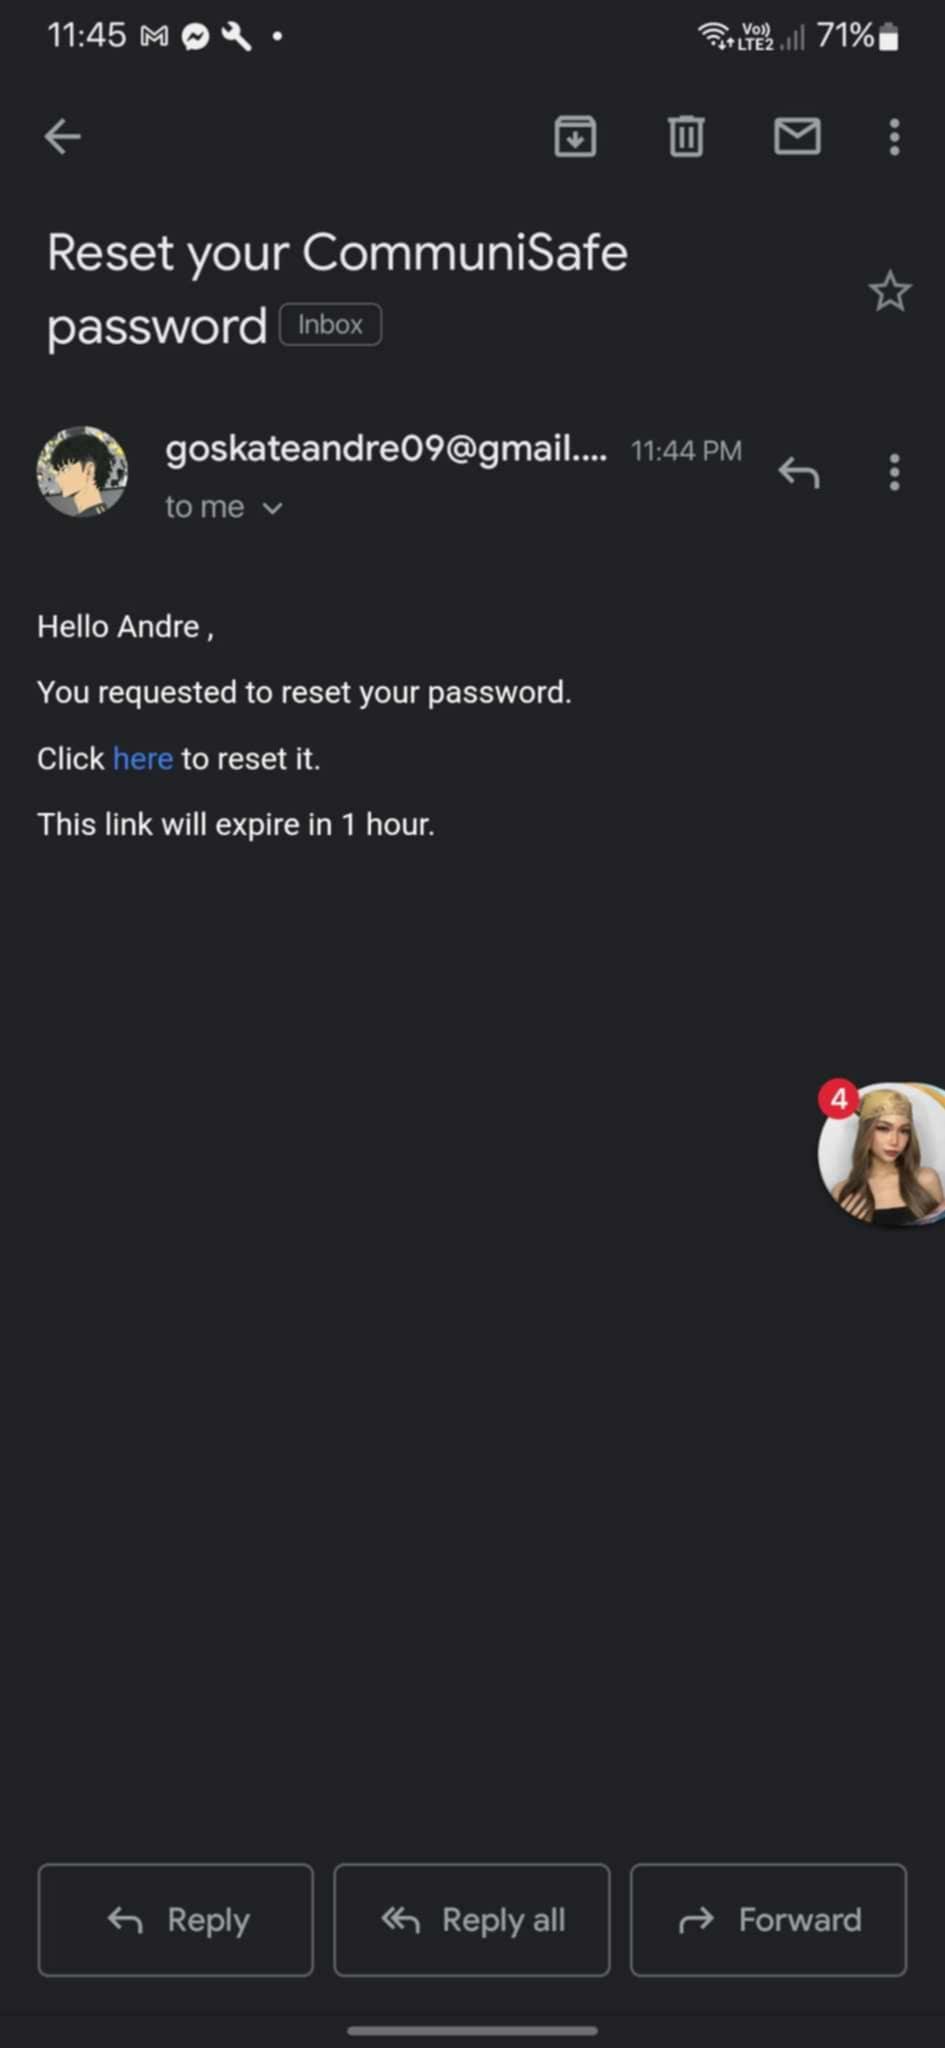 11:45
Vo))
LTE2
71%
Reset your CommuniSafe
password Inbox
goskateandre09@gmail.... 11:44 PM
to me
Hello Andre ,
You requested to reset your password.
Click here to reset it.
This link will expire in 1 hour.
4
Reply
Reply all
Forward